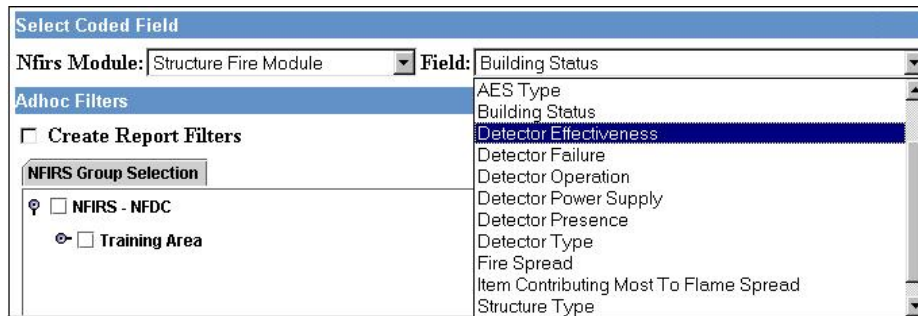 Select Coded Field
Nfirs Module: Structure Fire Module Field: Building Status
Adhoc Filters
Create Report Filters
NFIRS Group Selection
NFIRS - NFDC
Training Area
AES Type
Building Status
Detector Effectiveness
Detector Failure
Detector Operation
Detector Power Supply
Detector Presence
Detector Type
Fire Spread
Item Contributing Most To Flame Spread
Structure Type